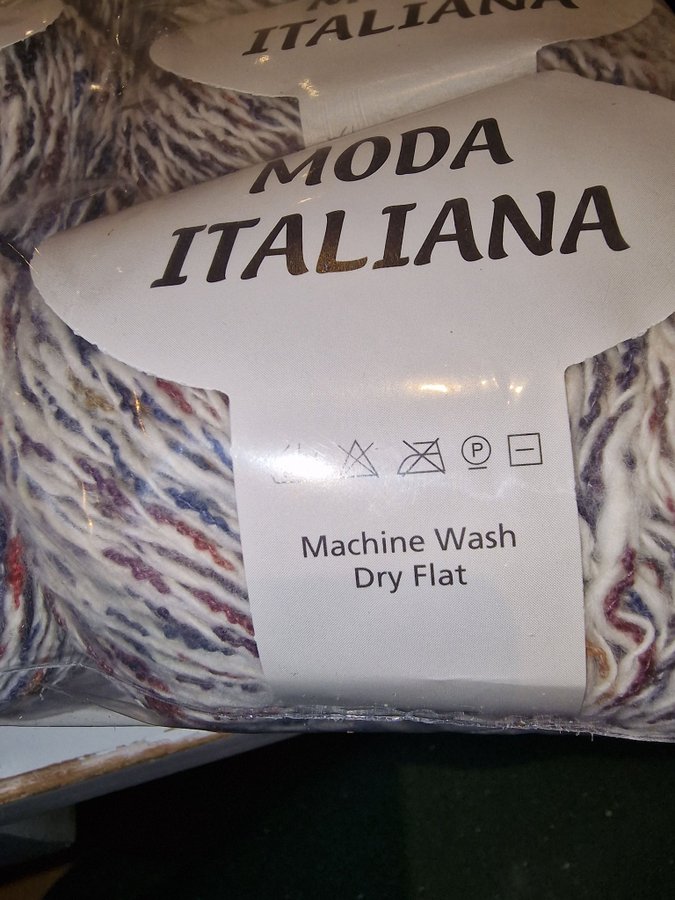 ITALIANA
MODA
ITALIANA
P
Machine Wash
Dry Flat